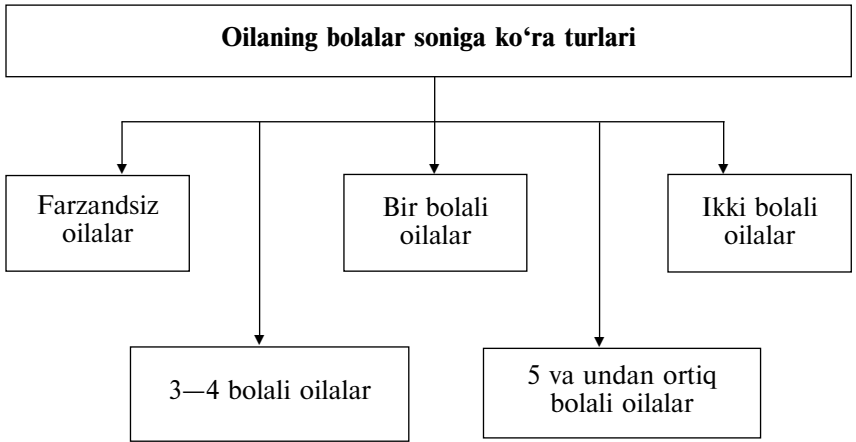 Oilaning bolalar soniga ko‘ra turlari
Farzandsiz
oilalar
Bir bolali
oilalar
Ikki bolali
oilalar
3—4 bolali oilalar
5 va undan ortiq
bolali oilalar